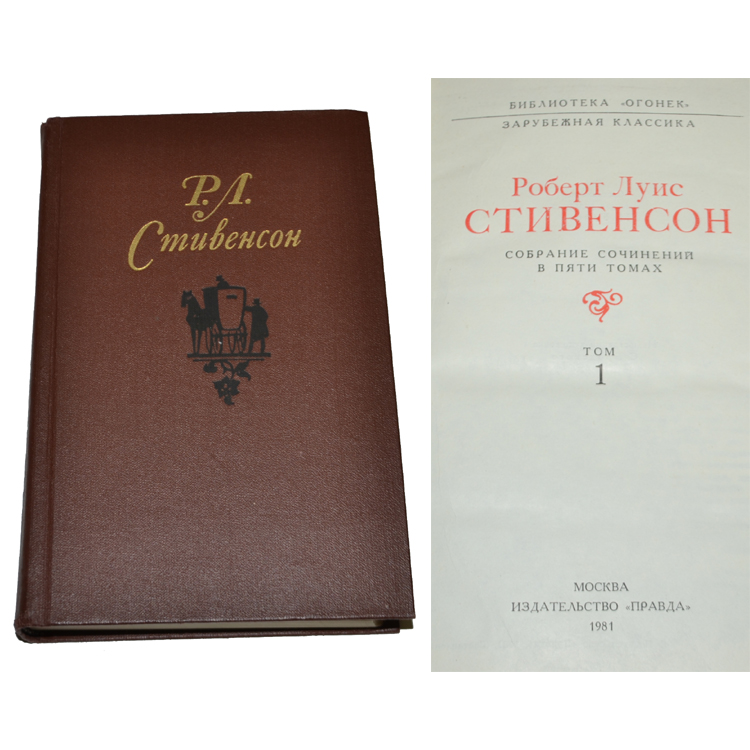 Р. Л.
Стивенсон
БИБЛИОТЕКА «ОГОНЕК»
ЗАРУБЕЖНАЯ КЛАССИКА
Роберт Луис
СТИВЕНСОН
СОБРАНИЕ СОЧИНЕНИЙ
В ПЯТИ ТОМАХ
ТОМ
1
МОСКВА
ИЗДАТЕЛЬСТВО «ПРАВДА»
1981